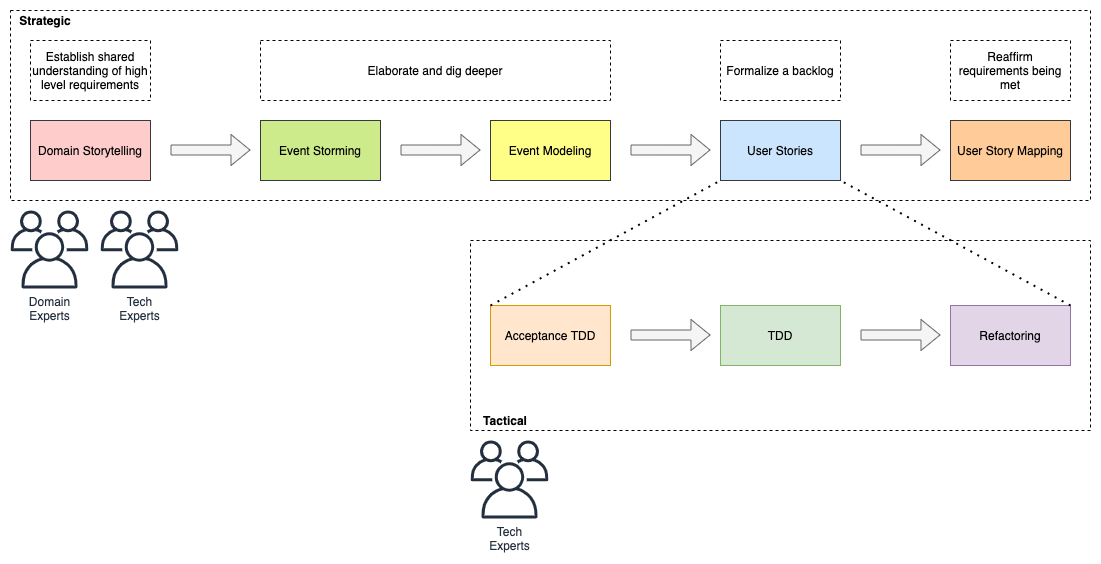 Strategic
Establish shared
understanding of high
level requirements
Elaborate and dig deeper
Formalize a backlog
Reaffirm
requirements being
met
Domain Storytelling
Event Storming
Event Modeling
User Stories
User Story Mapping
Domain
Experts
Tech
Experts
Acceptance TDD
TDD
Refactoring
Tactical
Tech
Experts